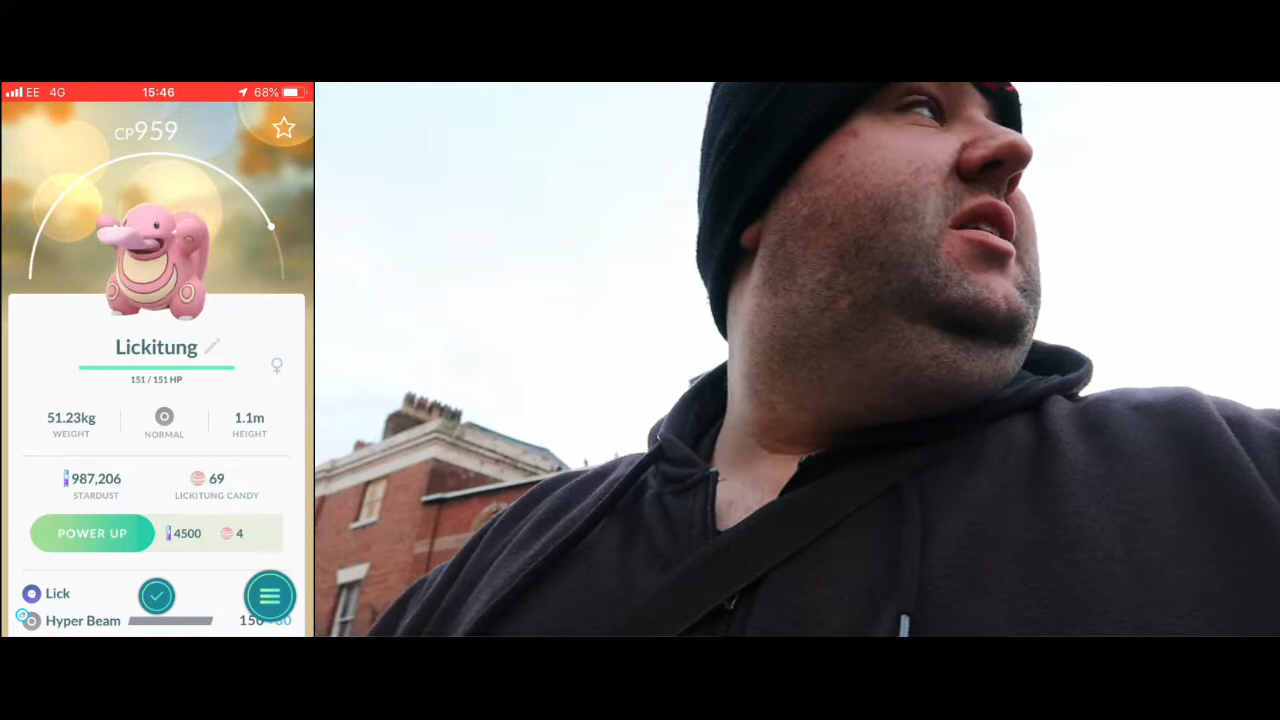 EE 4G 15:46 68%
CP959
Lickitung
151 / 151 HP
51.23kg 1.1m
WEIGHT NORMAL HEIGHT
987,206 69
STARDUST LICKITUNG CANDY
POWER UP 4500 4
Lick
Hyper Beam